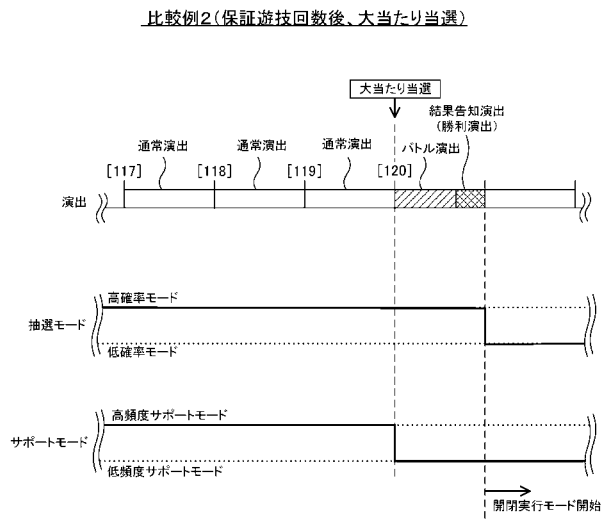 比較例2(保証遊技回数後、大当たり当選)
大当たり当選
結果告知演出
(勝利演出)
通常演出 通常演出 通常演出 バトル演出
[117] [118] [119] [120]
演出
高確率モード
抽選モード
低確率モード
高頻度サポートモード
サポートモード
低頻度サポートモード
開閉実行モード開始